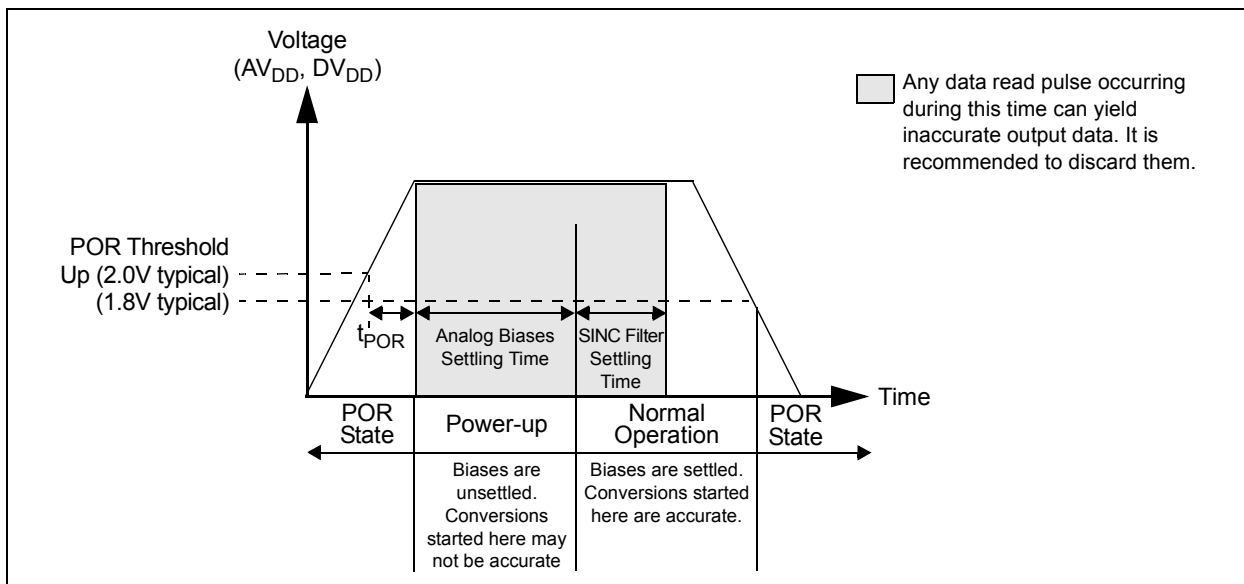 Voltage
(AVDD, DVDD)
Any data read pulse occurring
during this time can yield
inaccurate output data. It is
recommended to discard them.
POR Threshold
Up (2.0V typical)
(1.8V typical)
tPOR
Analog Biases
Settling Time
SINC Filter
Settling
Time
Time
POR
State
Power-up
Normal
Operation
POR
State
Biases are
unsettled.
Conversions
started here may
not be accurate
Biases are settled.
Conversions started
here are accurate.